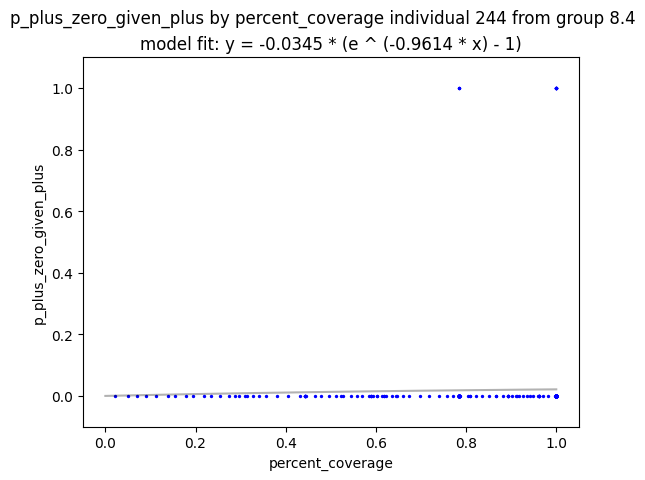 p_plus_zero_given_plus by percent_coverage individual 244 from group 8.4
model fit: y = -0.0345 * (e ^ (-0.9614 * x) - 1)
1.0
0.8
0.6
0.4
0.2
0.0
p_plus_zero_given_plus
0.0 0.2 0.4 0.6 0.8 1.0
percent_coverage